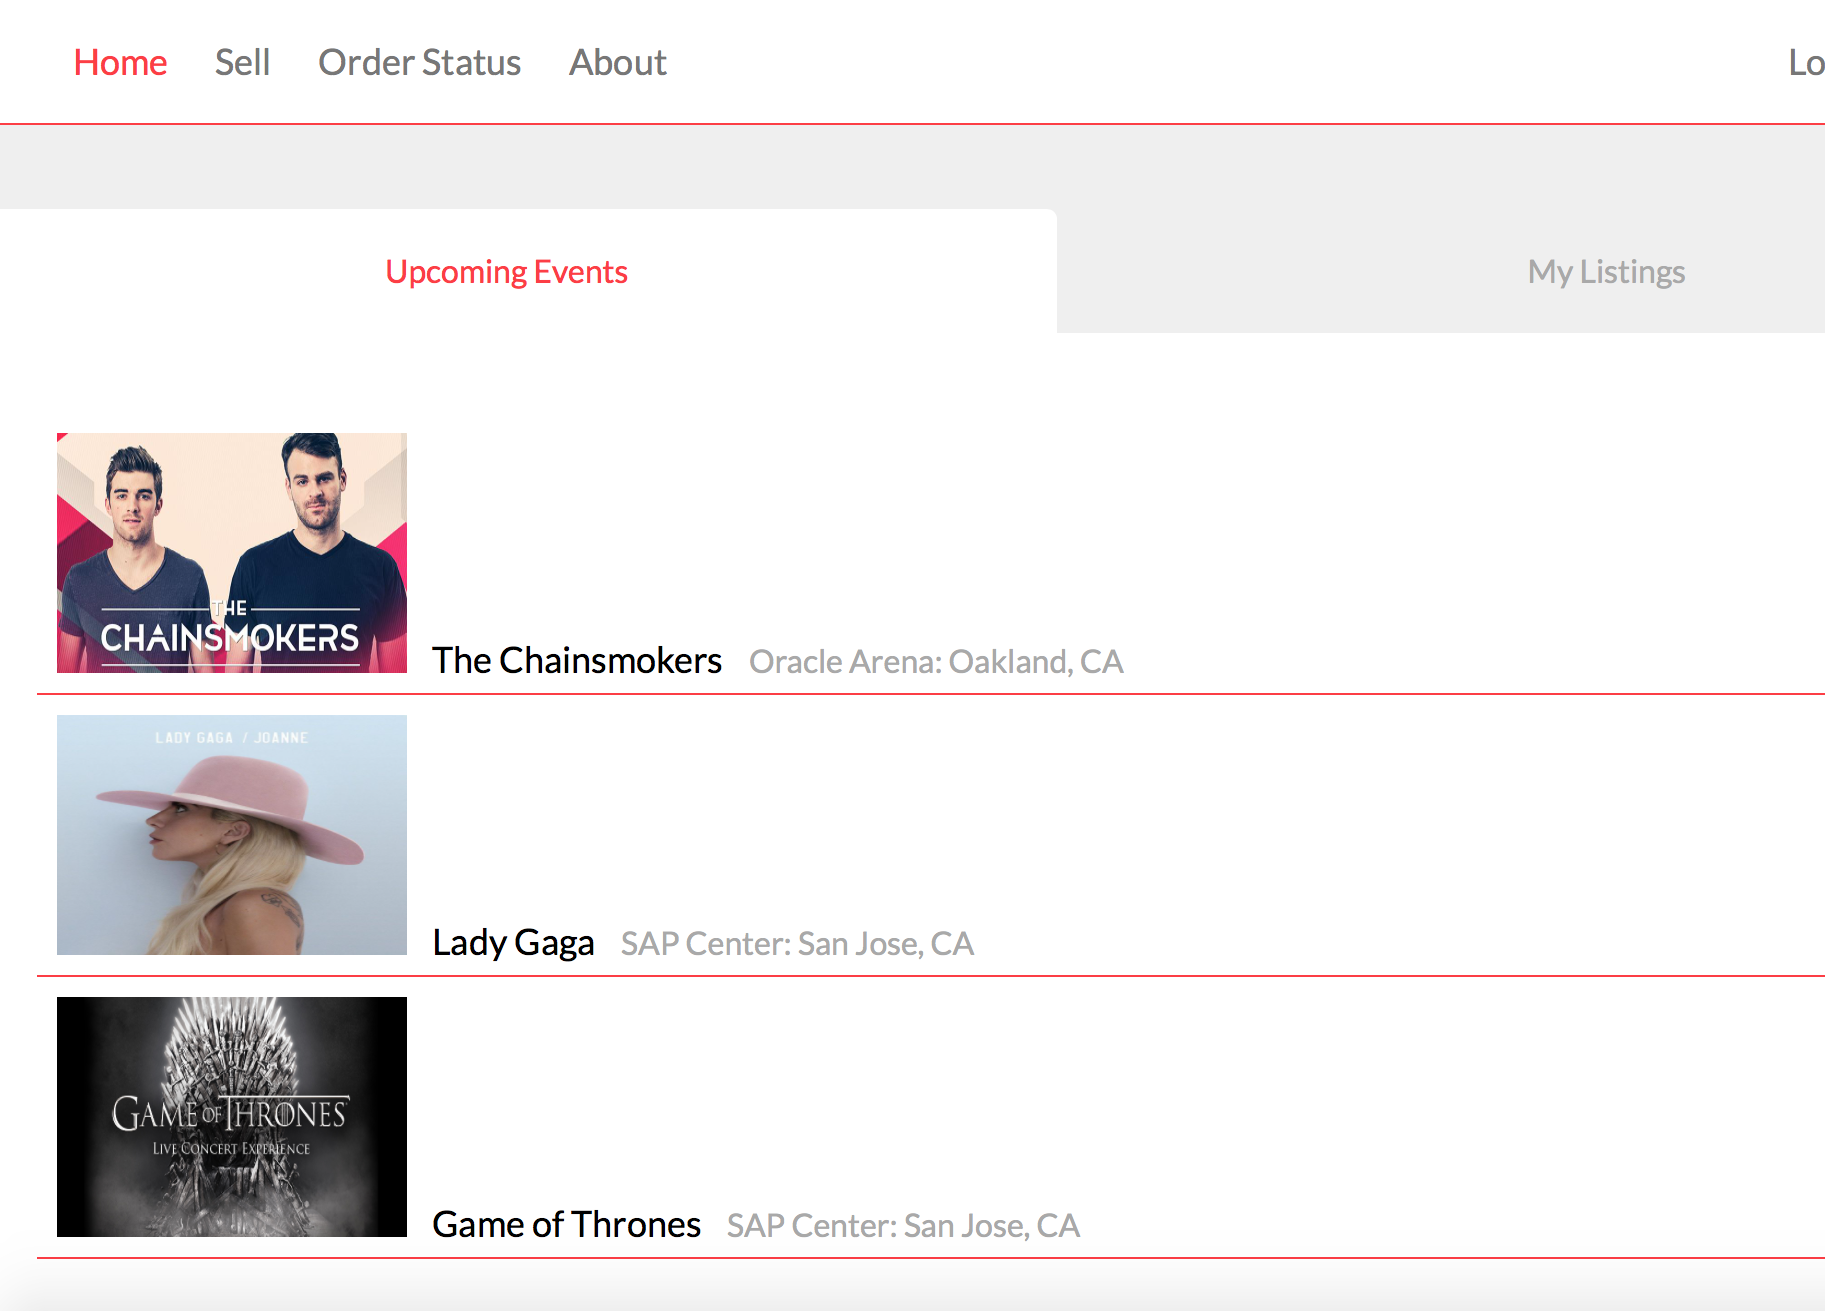 Home Sell Order Status About Lo
Upcoming Events My Listings
THE
CHAINSMOKERS
The Chainsmokers Oracle Arena: Oakland, CA
LADY GAGA / JOANNE
Lady Gaga SAP Center: San Jose, CA
GAME OF THRONES
LIVE CONCERT EXPERIENCE
Game of Thrones SAP Center: San Jose, CA